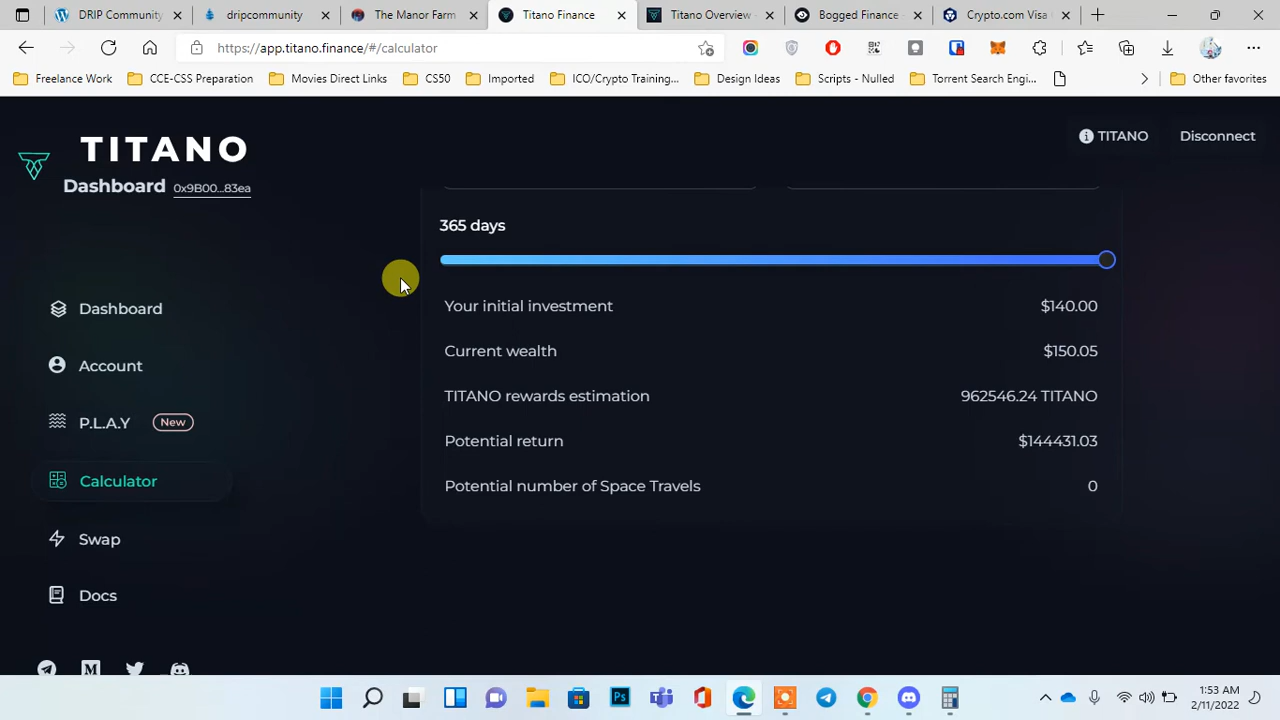 DRIP Community
dripcommunity
The Manor Farm
Titano Finance
Titano Overview
Bogged Finance
Crypto.com Visa
https://app.titano.finance/#/calculator
Freelance Work
CCE-CSS Preparation
Movies Direct Links
CS50
Imported
ICO/Crypto Training...
Design Ideas
Scripts - Nulled
Torrent Search Engi...
Other favorites
TITANO
Dashboard 0x9B00...83ea
TITANO
Disconnect
Dashboard
Account
P.L.A.Y New
Calculator
Swap
Docs
365 days
Your initial investment $140.00
Current wealth $150.05
TITANO rewards estimation 962546.24 TITANO
Potential return $144431.03
Potential number of Space Travels 0
1:53 AM
2/11/2022